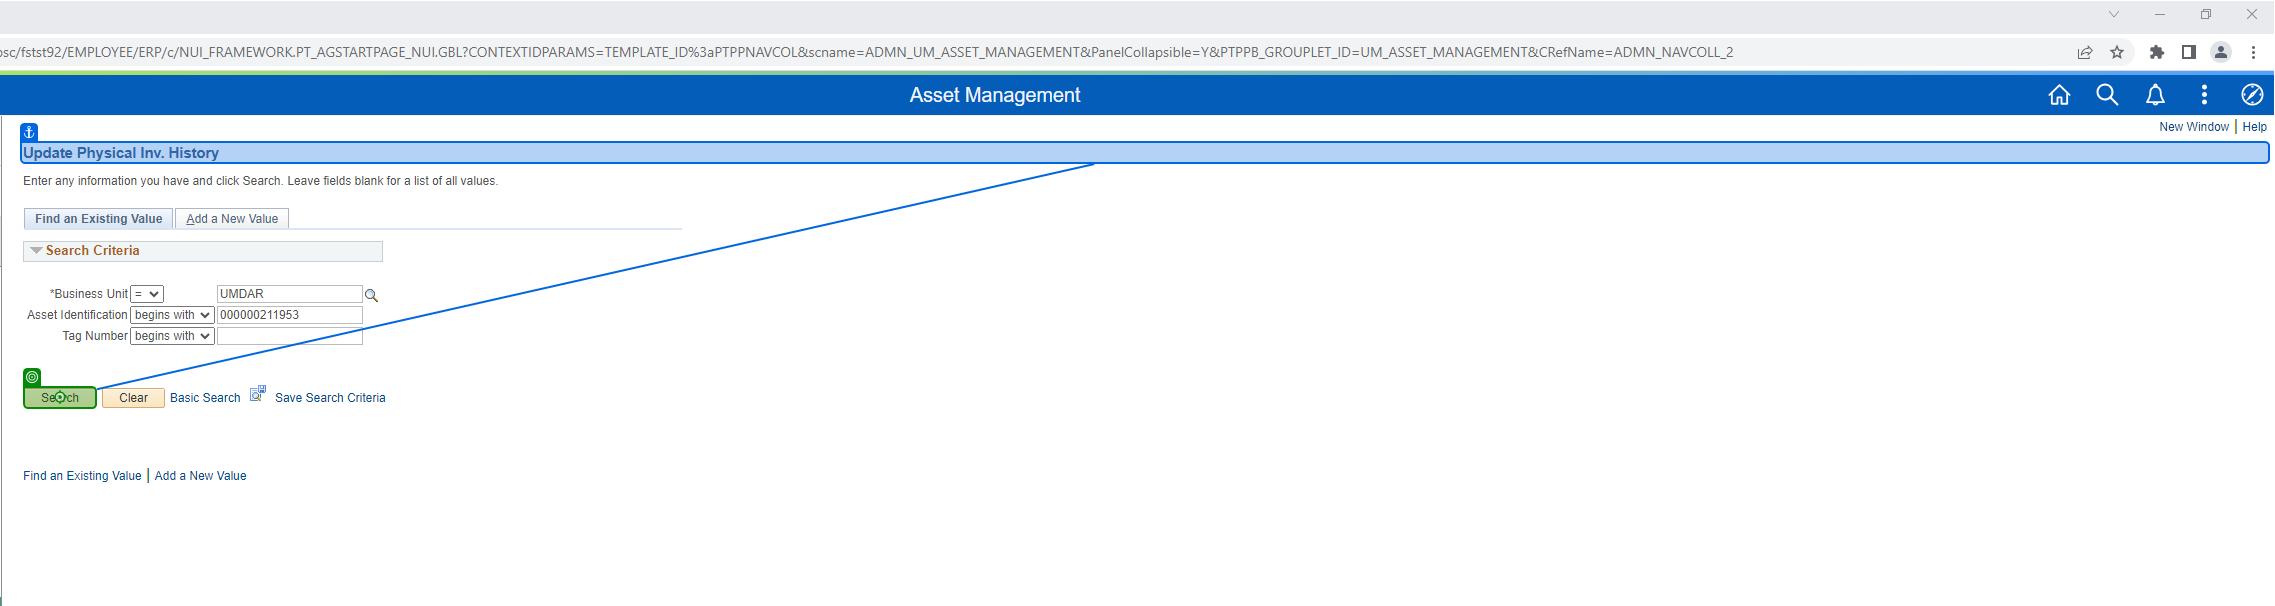 osc/fstst92/EMPLOYEE/ERP/c/NUI_FRAMEWORK.PT_AGSTARTPAGE_NUI.GBL?CONTEXTIDPARAMS=TEMPLATE_ID%3aPTPPNAVCOL&scname=ADMN_UM_ASSET_MANAGEMENT&PanelCollapsible=Y&PTPPB_GROUPLET_ID=UM_ASSET_MANAGEMENT&CRefName=ADMN_NAVCOLL_2
Asset Management
New Window | Help
Update Physical Inv. History
Enter any information you have and click Search. Leave fields blank for a list of all values.
Find an Existing Value Add a New Value
Search Criteria
*Business Unit = UMDAR
Asset Identification begins with 000000211953
Tag Number begins with
Search Clear Basic Search Save Search Criteria
Find an Existing Value | Add a New Value